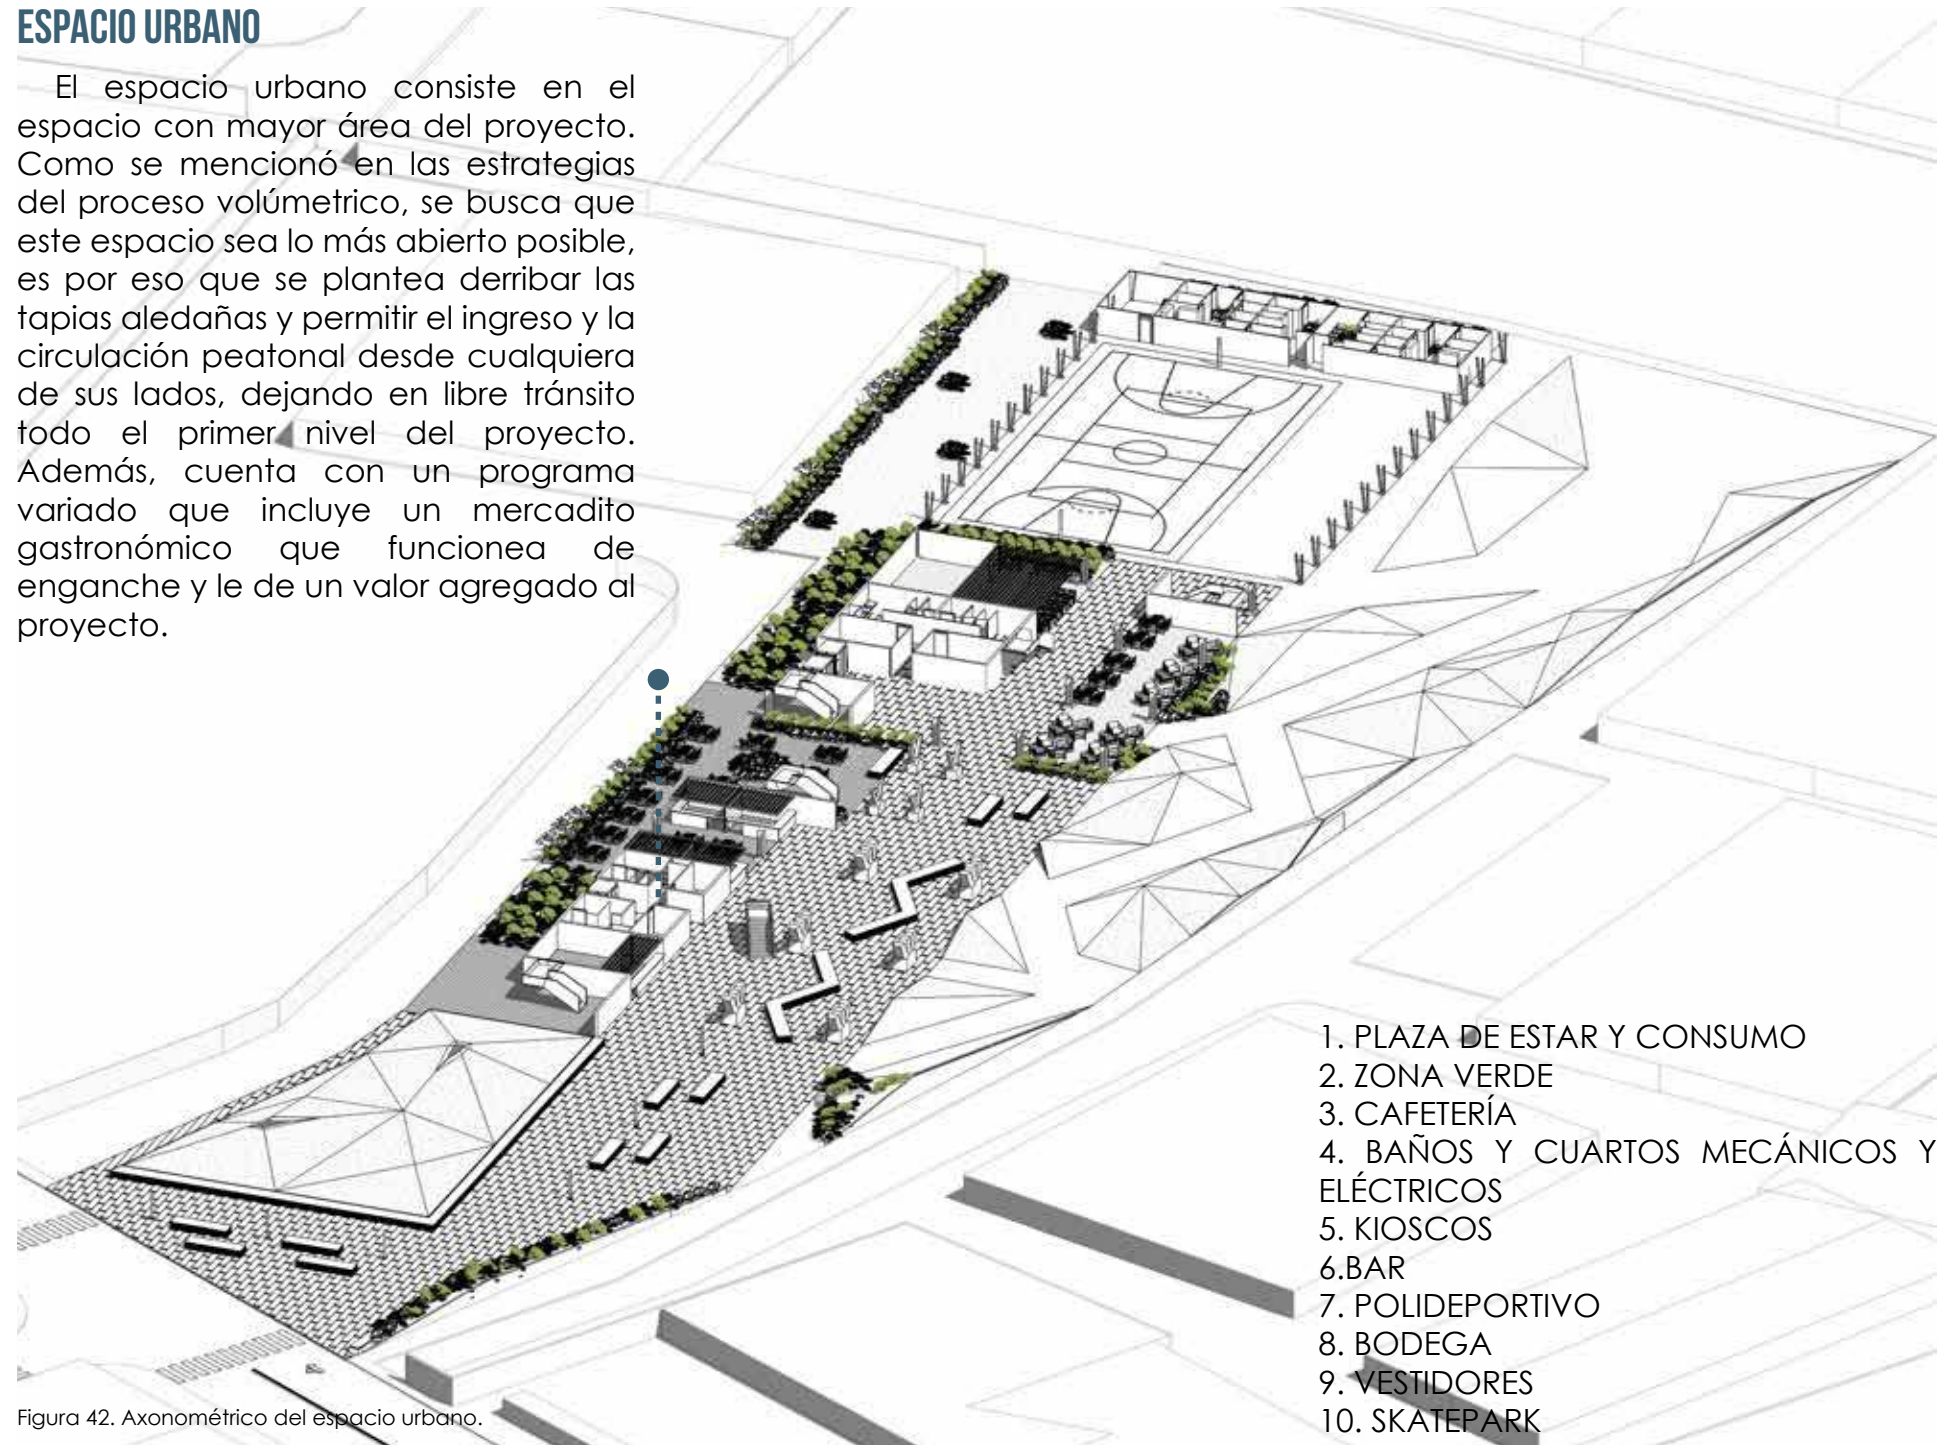 ESPACIO URBANO
El espacio urbano consiste en el
espacio con mayor área del proyecto.
Como se mencionó en las estrategias
del proceso volúmetrico, se busca que
este espacio sea lo más abierto posible,
es por eso que se plantea derribar las
tapias aledañas y permitir el ingreso y la
circulación peatonal desde cualquiera
de sus lados, dejando en libre tránsito
todo el primer nivel del proyecto.
Además, cuenta con un programa
variado que incluye un mercadito
gastronómico que funcionea de
enganche y le de un valor agregado al
proyecto.
1. PLAZA DE ESTAR Y CONSUMO
2. ZONA VERDE
3. CAFETERÍA
4. BAÑOS Y CUARTOS MECÁNICOS Y
ELÉCTRICOS
5. KIOSCOS
6.BAR
7. POLIDEPORTIVO
8. BODEGA
9. VESTIDORES
10. SKATEPARK
Figura 42. Axonométrico del espacio urbano.